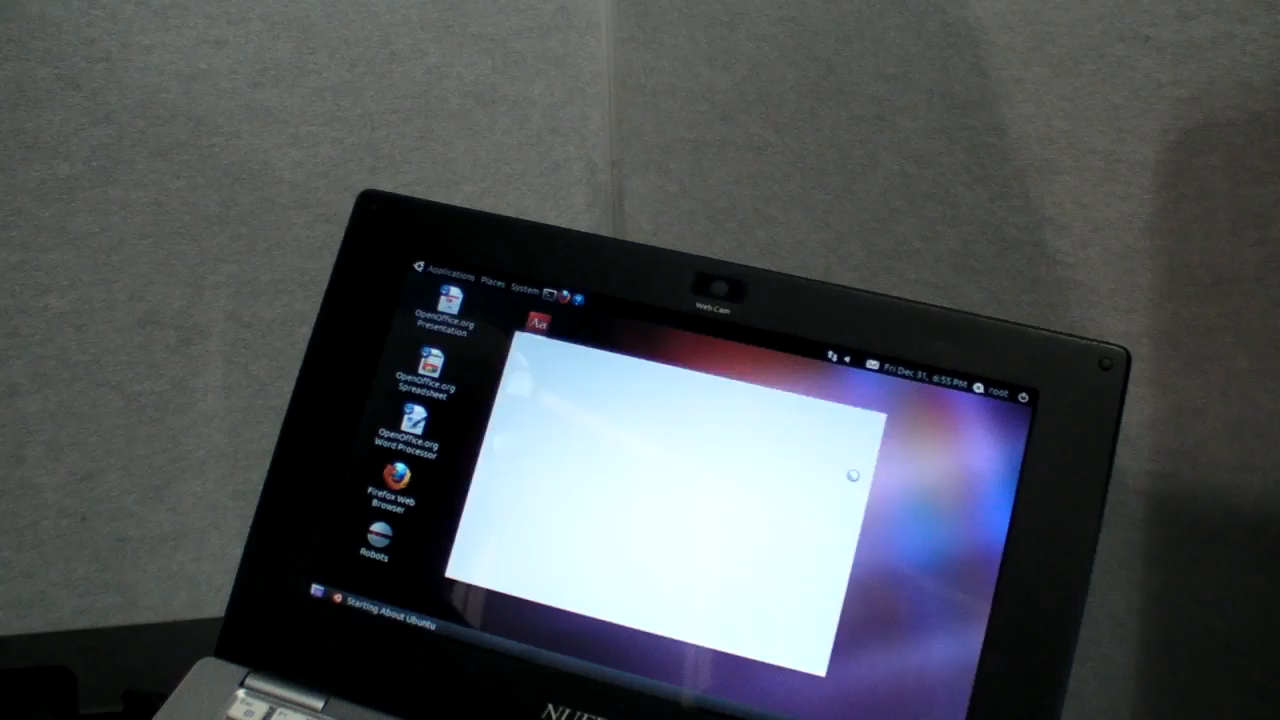 Web Cam
Applications Places System
Fri Dec 31, 6:55 PM root
OpenOffice.org
Presentation
Aa
OpenOffice.org
Spreadsheet
OpenOffice.org
Word Processor
Firefox Web
Browser
Robots
Starting About Ubuntu